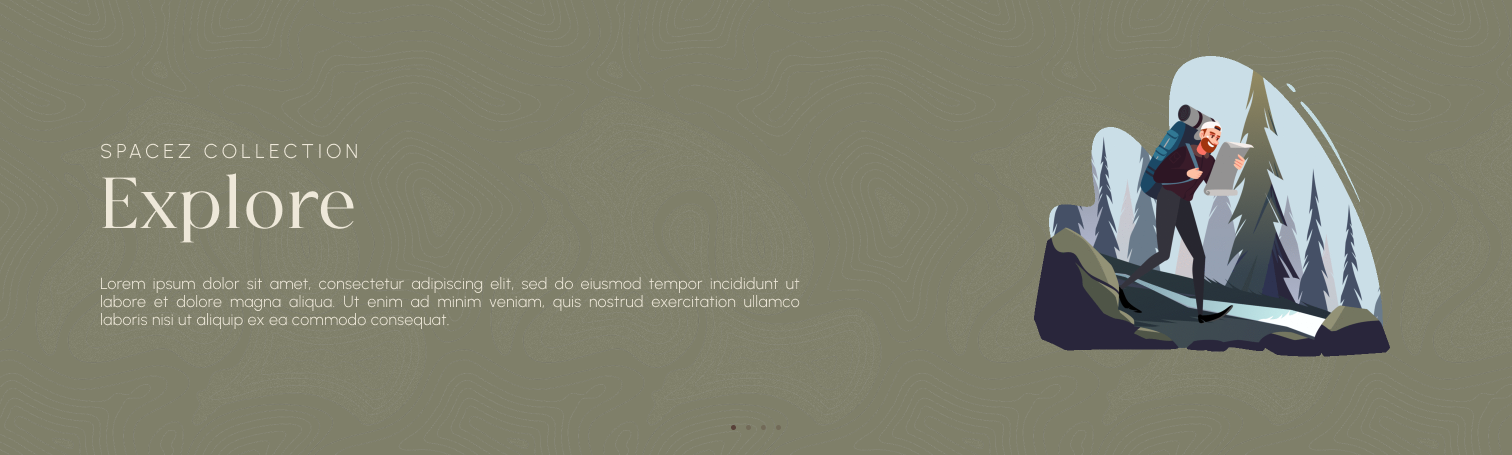 SPACEZ COLLECTION
Explore
Lorem ipsum dolor sit amet, consectetur adipiscing elit, sed do eiusmod tempor incididunt ut
labore et dolore magna aliqua. Ut enim ad minim veniam, quis nostrud exercitation ullamco
laboris nisi ut aliquip ex ea commodo consequat.